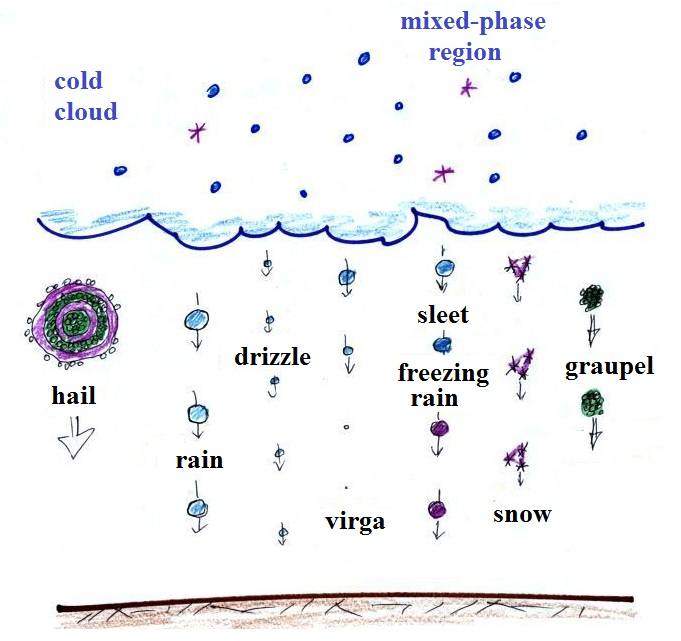 mixed-phase
region
cold
cloud
sleet
drizzle
freezing
rain
graupel
hail
rain
virga
snow